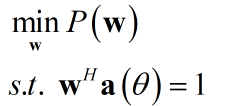 min P(w)
w
s.t. w^H a(θ) = 1